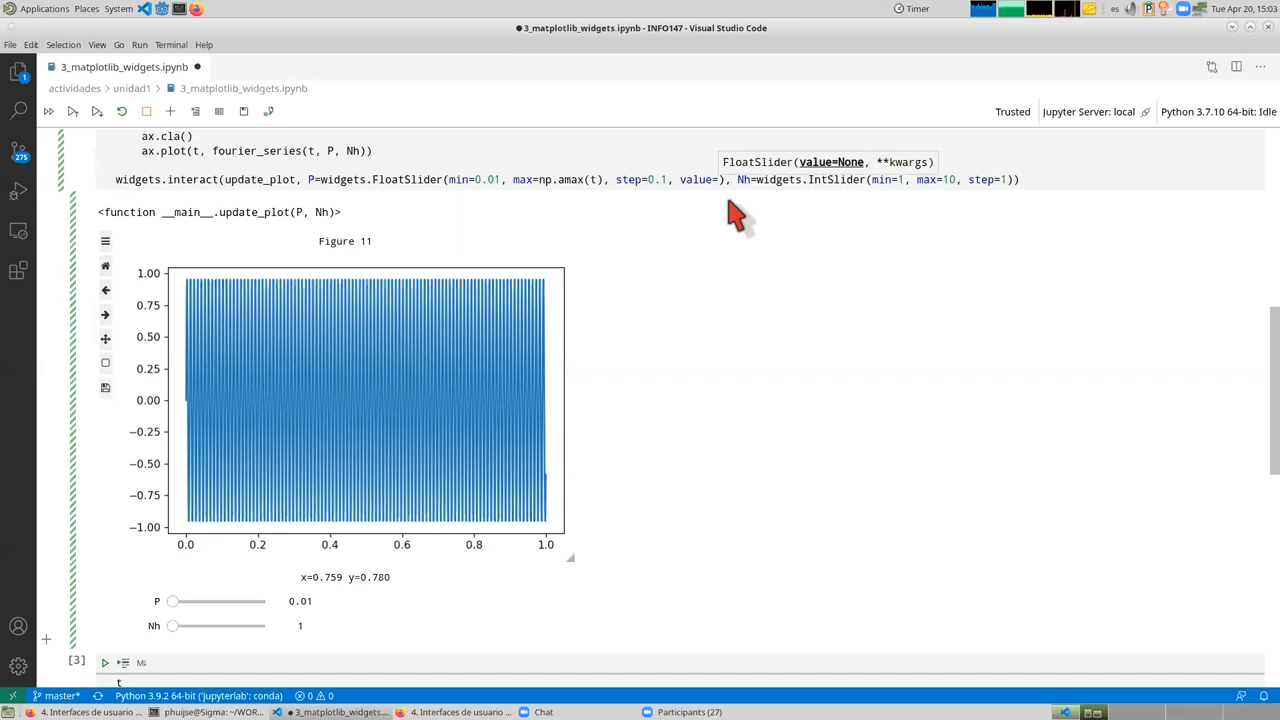 Applications Places System
Timer
es
Tue Apr 20, 15:03
● 3_matplotlib_widgets.ipynb - INFO147 - Visual Studio Code
File Edit Selection View Go Run Terminal Help
3_matplotlib_widgets.ipynb ●
actividades > unidad1 > 3_matplotlib_widgets.ipynb
Trusted
Jupyter Server: local
Python 3.7.10 64-bit: Idle
1
275
ax.cla()
ax.plot(t, fourier_series(t, P, Nh))
FloatSlider(value=None, **kwargs)
widgets.interact(update_plot, P=widgets.FloatSlider(min=0.01, max=np.amax(t), step=0.1, value=), Nh=widgets.IntSlider(min=1, max=10, step=1))
<function __main__.update_plot(P, Nh)>
Figure 11
1.00
0.75
0.50
0.25
0.00
−0.25
−0.50
−0.75
−1.00
0.0 0.2 0.4 0.6 0.8 1.0
x=0.759 y=0.780
P 0.01
Nh 1
[3]
M↓
t
master* Python 3.9.2 64-bit ('jupyterlab': conda) 0 0
4. Interfaces de usuario ...
phuijse@Sigma: ~/WOR...
● 3_matplotlib_widgets....
4. Interfaces de usuario ...
Chat
Participants (27)